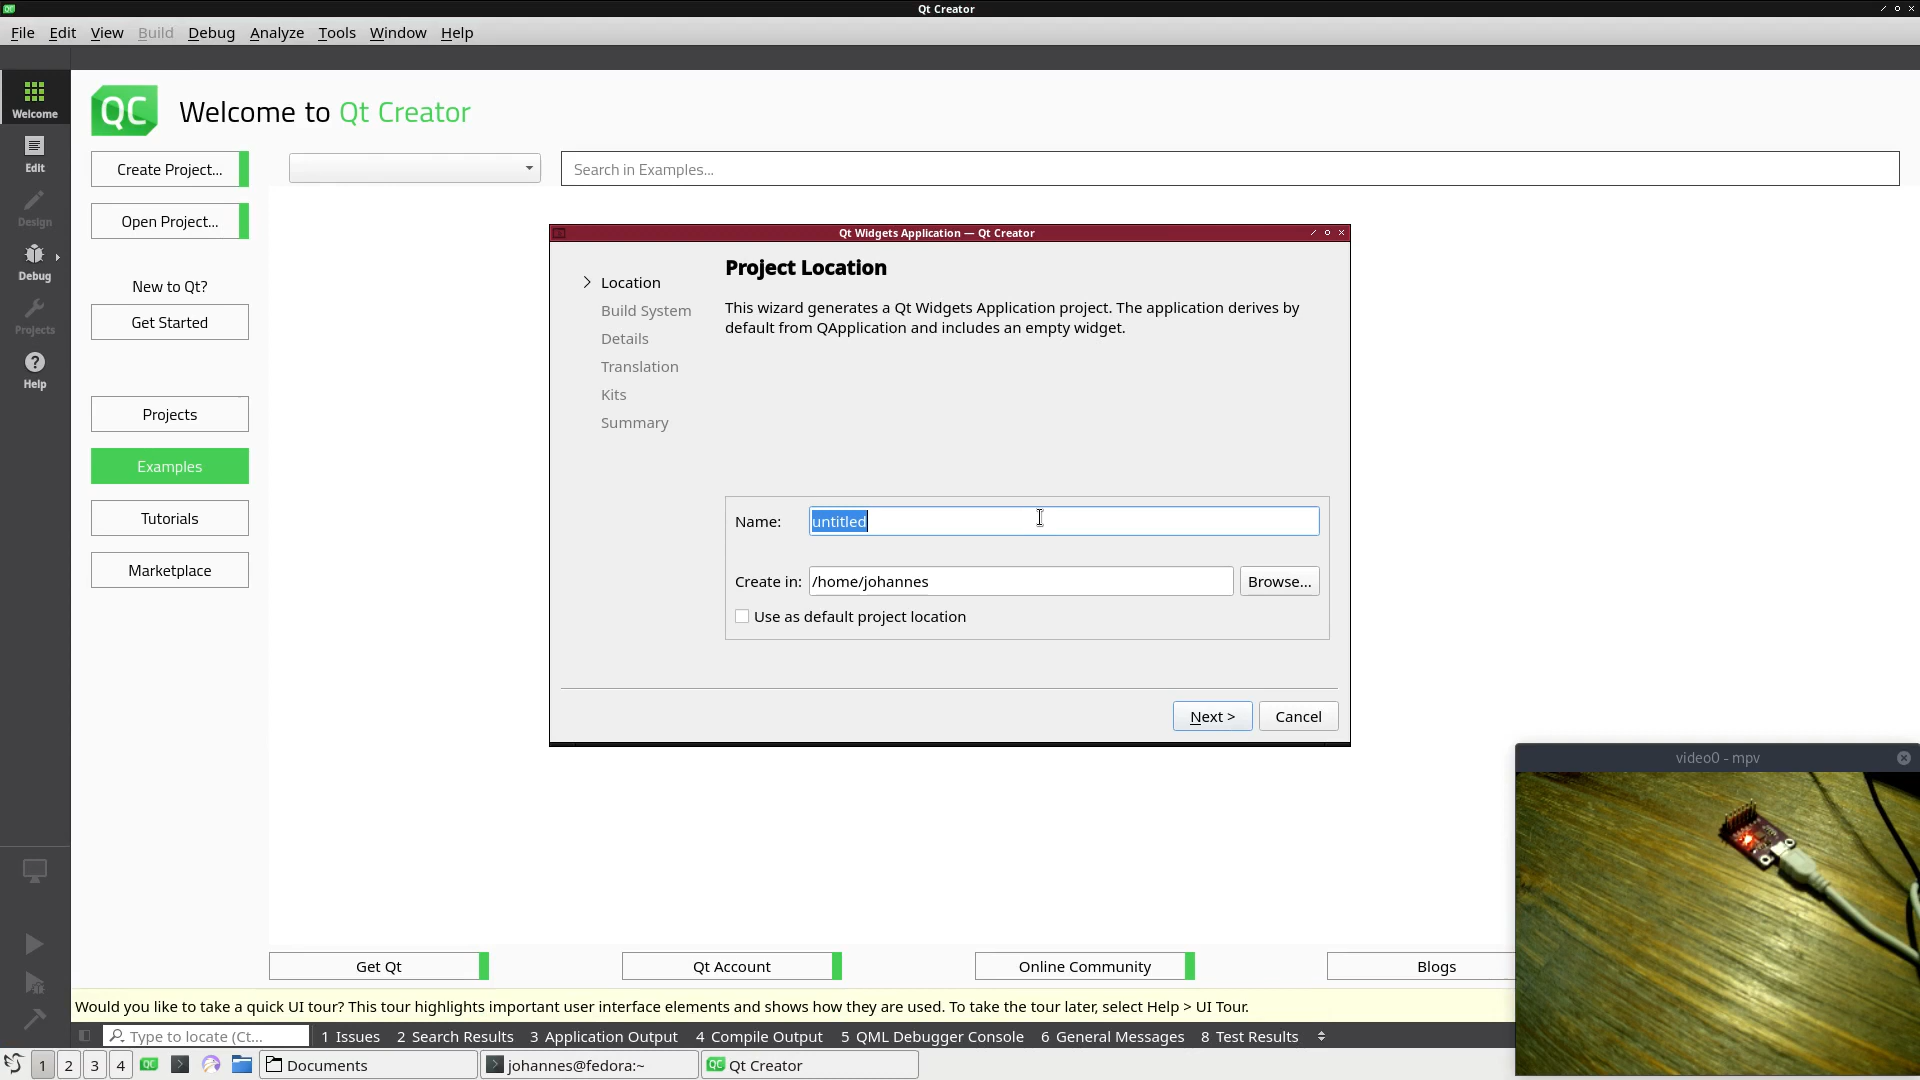 Qt Creator
File Edit View Build Debug Analyze Tools Window Help
Welcome
Edit
Design
Debug
Projects
Help
QC Welcome to Qt Creator
Create Project...
Open Project...
New to Qt?
Get Started
Projects
Examples
Tutorials
Marketplace
Search in Examples...
Qt Widgets Application — Qt Creator
Location
Build System
Details
Translation
Kits
Summary
Project Location
This wizard generates a Qt Widgets Application project. The application derives by
default from QApplication and includes an empty widget.
Name: untitled
Create in: /home/johannes Browse...
Use as default project location
Next > Cancel
video0 - mpv
Get Qt Qt Account Online Community Blogs
Would you like to take a quick UI tour? This tour highlights important user interface elements and shows how they are used. To take the tour later, select Help > UI Tour.
Type to locate (Ct... 1 Issues 2 Search Results 3 Application Output 4 Compile Output 5 QML Debugger Console 6 General Messages 8 Test Results
1 2 3 4 QC Documents johannes@fedora:~ QC Qt Creator